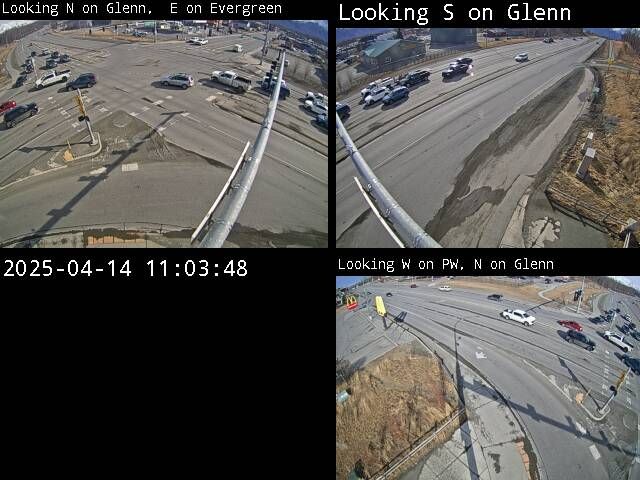 Looking N on Glenn,  E on Evergreen
Looking S on Glenn
2025-04-14 11:03:48
Looking W on PW, N on Glenn